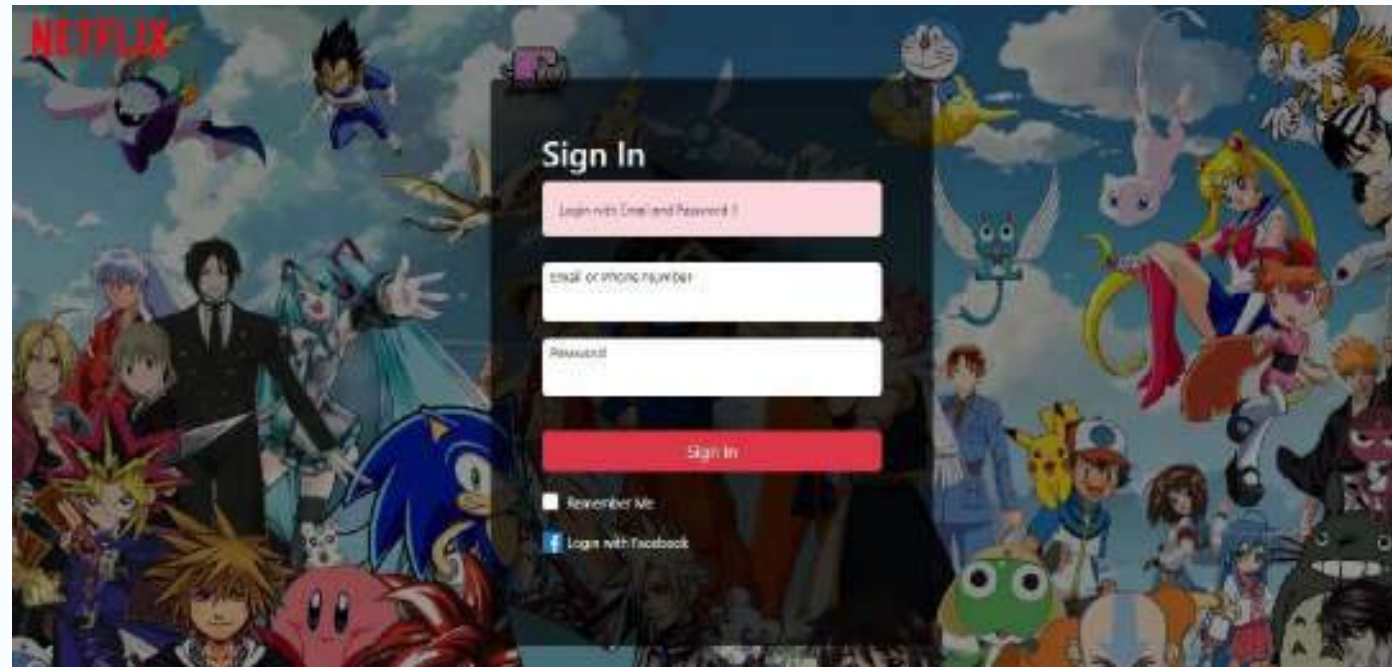 NETFLIX
Sign In
Login with Email and Password !
Email or Phone Number
Password
Sign In
Remember Me
Login with Facebook